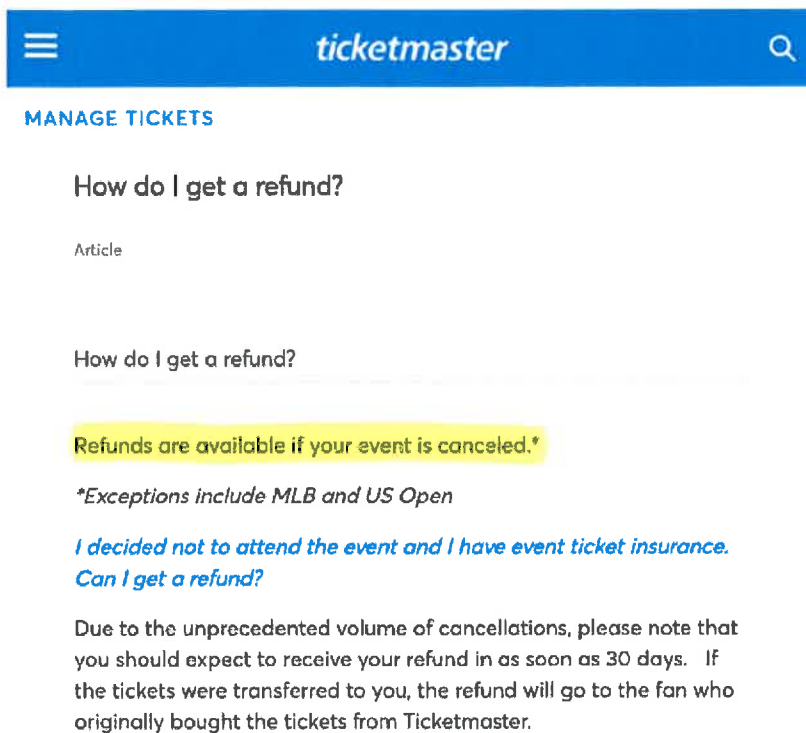 ticketmaster
MANAGE TICKETS
How do I get a refund?
Article
How do I get a refund?
Refunds are available if your event is canceled.*
*Exceptions include MLB and US Open
I decided not to attend the event and I have event ticket insurance.
Can I get a refund?
Due to the unprecedented volume of cancellations, please note that
you should expect to receive your refund in as soon as 30 days.   If
the tickets were transferred to you, the refund will go to the fan who
originally bought the tickets from Ticketmaster.